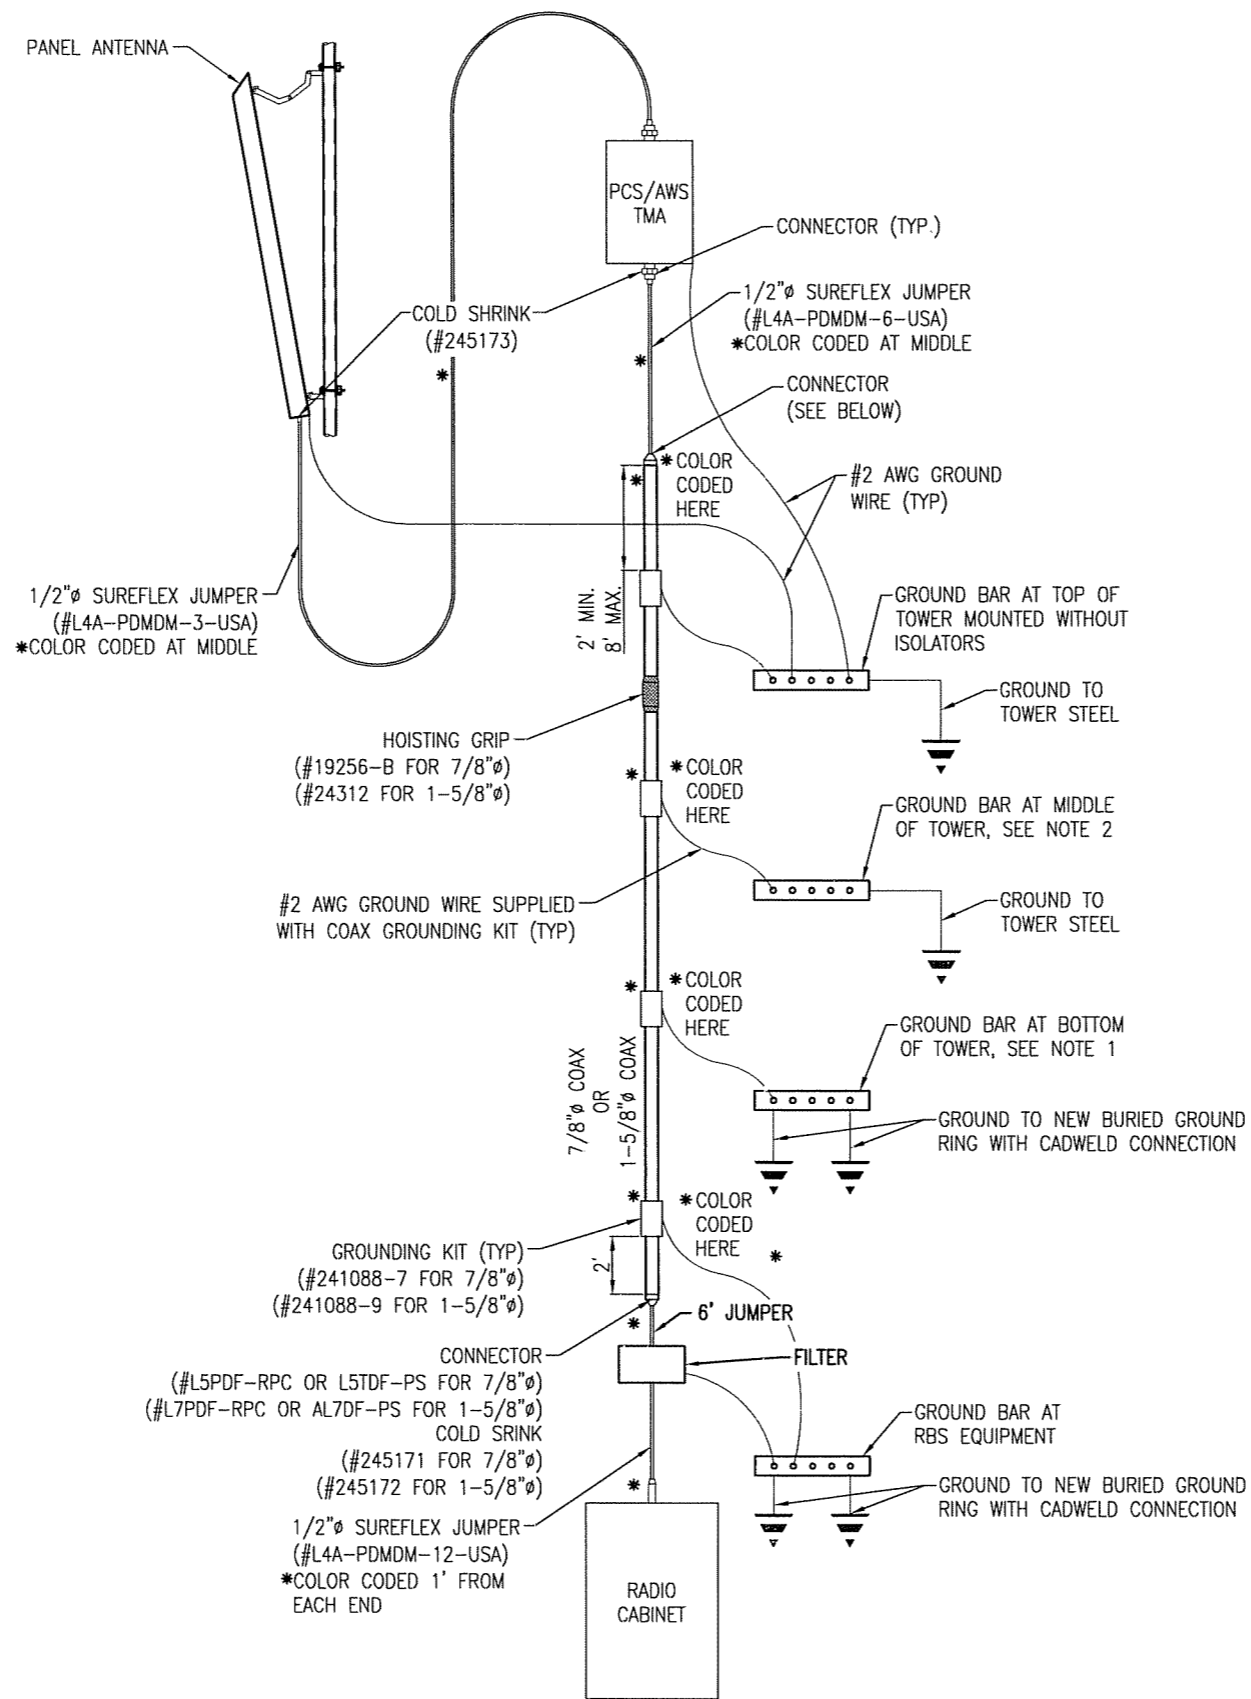 PANEL ANTENNA
PCS/AWS
TMA
CONNECTOR (TYP.)
COLD SHRINK
(#245173)
*
1/2"ø SUREFLEX JUMPER
(#L4A-PDMDM-6-USA)
*COLOR CODED AT MIDDLE
*
CONNECTOR
(SEE BELOW)
*COLOR
CODED
HERE
*
#2 AWG GROUND
WIRE (TYP)
1/2"ø SUREFLEX JUMPER
(#L4A-PDMDM-3-USA)
*COLOR CODED AT MIDDLE
2' MIN.
8' MAX.
GROUND BAR AT TOP OF
TOWER MOUNTED WITHOUT
ISOLATORS
GROUND TO
TOWER STEEL
HOISTING GRIP
(#19256-B FOR 7/8"ø)
(#24312 FOR 1-5/8"ø)
*
*COLOR
CODED
HERE
GROUND BAR AT MIDDLE
OF TOWER, SEE NOTE 2
#2 AWG GROUND WIRE SUPPLIED
WITH COAX GROUNDING KIT (TYP)
GROUND TO
TOWER STEEL
*
*COLOR
CODED
HERE
GROUND BAR AT BOTTOM
OF TOWER, SEE NOTE 1
7/8"ø COAX
OR
1-5/8"ø COAX
GROUND TO NEW BURIED GROUND
RING WITH CADWELD CONNECTION
*
*COLOR
CODED
HERE
*
GROUNDING KIT (TYP)
(#241088-7 FOR 7/8"ø)
(#241088-9 FOR 1-5/8"ø)
2'
*
6' JUMPER
CONNECTOR
(#L5PDF-RPC OR L5TDF-PS FOR 7/8"ø)
(#L7PDF-RPC OR AL7DF-PS FOR 1-5/8"ø)
COLD SRINK
(#245171 FOR 7/8"ø)
(#245172 FOR 1-5/8"ø)
FILTER
GROUND BAR AT
RBS EQUIPMENT
*
GROUND TO NEW BURIED GROUND
RING WITH CADWELD CONNECTION
1/2"ø SUREFLEX JUMPER
(#L4A-PDMDM-12-USA)
*COLOR CODED 1' FROM
EACH END
RADIO
CABINET